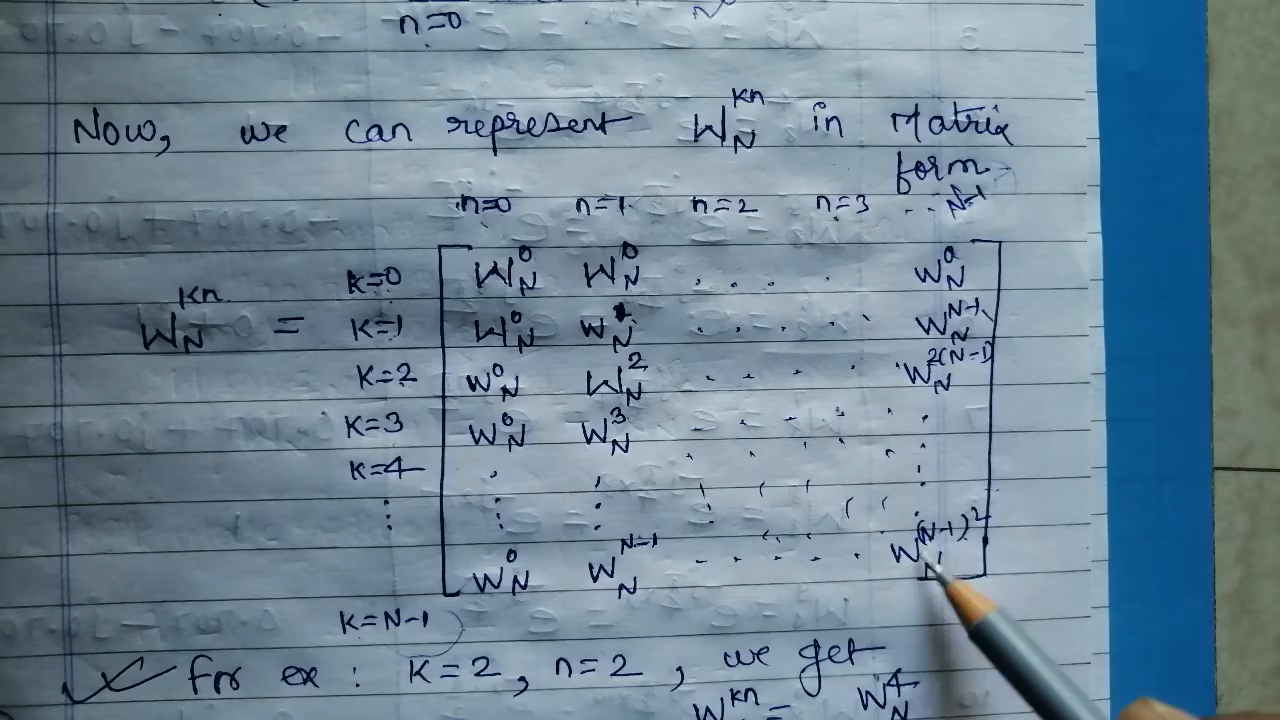 n=0
Now, we can represent W_N^{kn} in Matrix
form
n=0 n=1 n=2 n=3 ... N-1
k=0 W_N^0 W_N^0 . . . . W_N^0
W_N^{kn} = k=1 W_N^0 W_N^1 . . . . . . W_N^{N-1}
k=2 W_N^0 W_N^2 . . . . W_N^{2(N-1)}
k=3 W_N^0 W_N^3 . . . . .
k=4
W_N^0 W_N^{N-1} . . . . . W_N^{(N-1)^2}
k=N-1
for ex : k=2, n=2, we get
W_N^{kn} = W_N^4